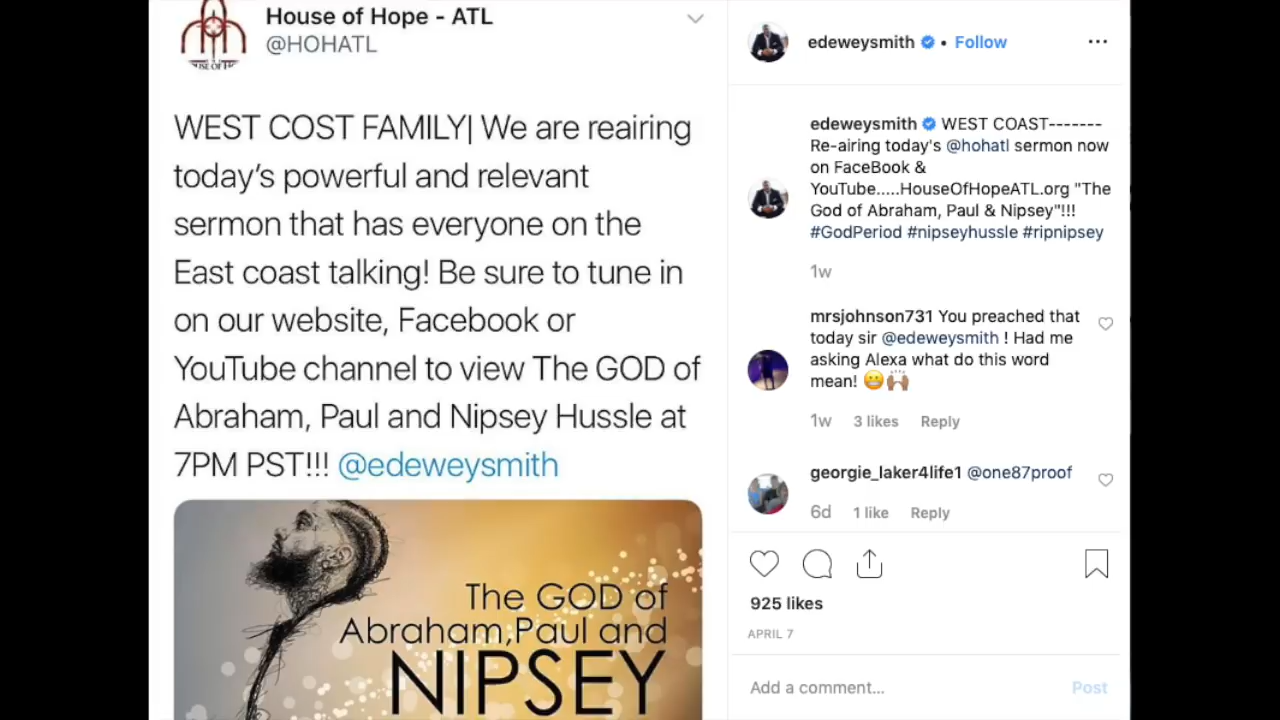 House of Hope - ATL
@HOHATL
WEST COST FAMILY| We are reairing
today's powerful and relevant
sermon that has everyone on the
East coast talking! Be sure to tune in
on our website, Facebook or
YouTube channel to view The GOD of
Abraham, Paul and Nipsey Hussle at
7PM PST!!! @edeweysmith
The GOD of
Abraham,Paul and
NIPSEY
edeweysmith • Follow
edeweysmith WEST COAST-------
Re-airing today's @hohatl sermon now
on FaceBook &
YouTube.....HouseOfHopeATL.org "The
God of Abraham, Paul & Nipsey"!!!
#GodPeriod #nipseyhussle #ripnipsey
1w
mrsjohnson731 You preached that
today sir @edeweysmith ! Had me
asking Alexa what do this word
mean! 😬🙌🏾
1w 3 likes Reply
georgie_laker4life1 @one87proof
6d 1 like Reply
925 likes
APRIL 7
Add a comment...
Post